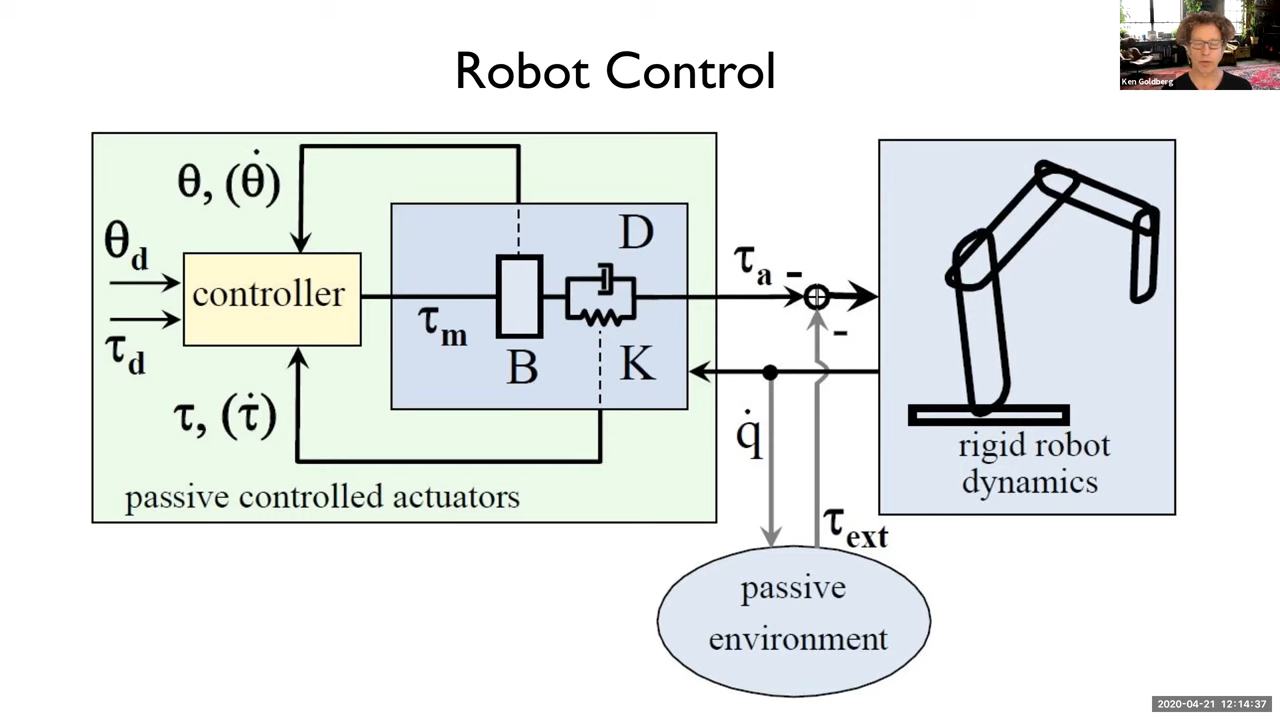 Robot Control
Ken Goldberg
θ, (θ̇)
θd
τd
controller
τm
B
D
K
τ, (τ̇)
passive controlled actuators
τa
-
-
q̇
τext
rigid robot
dynamics
passive
environment
2020-04-21 12:14:37